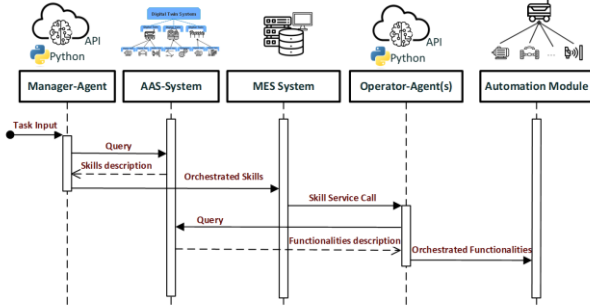 Digital Twin Systems
API
Python
API
Python
Manager-Agent
AAS-System
MES System
Operator-Agent(s)
Automation Module
Task Input
Query
Skills description
Orchestrated Skills
Skill Service Call
Query
Functionalities description
Orchestrated Functionalities